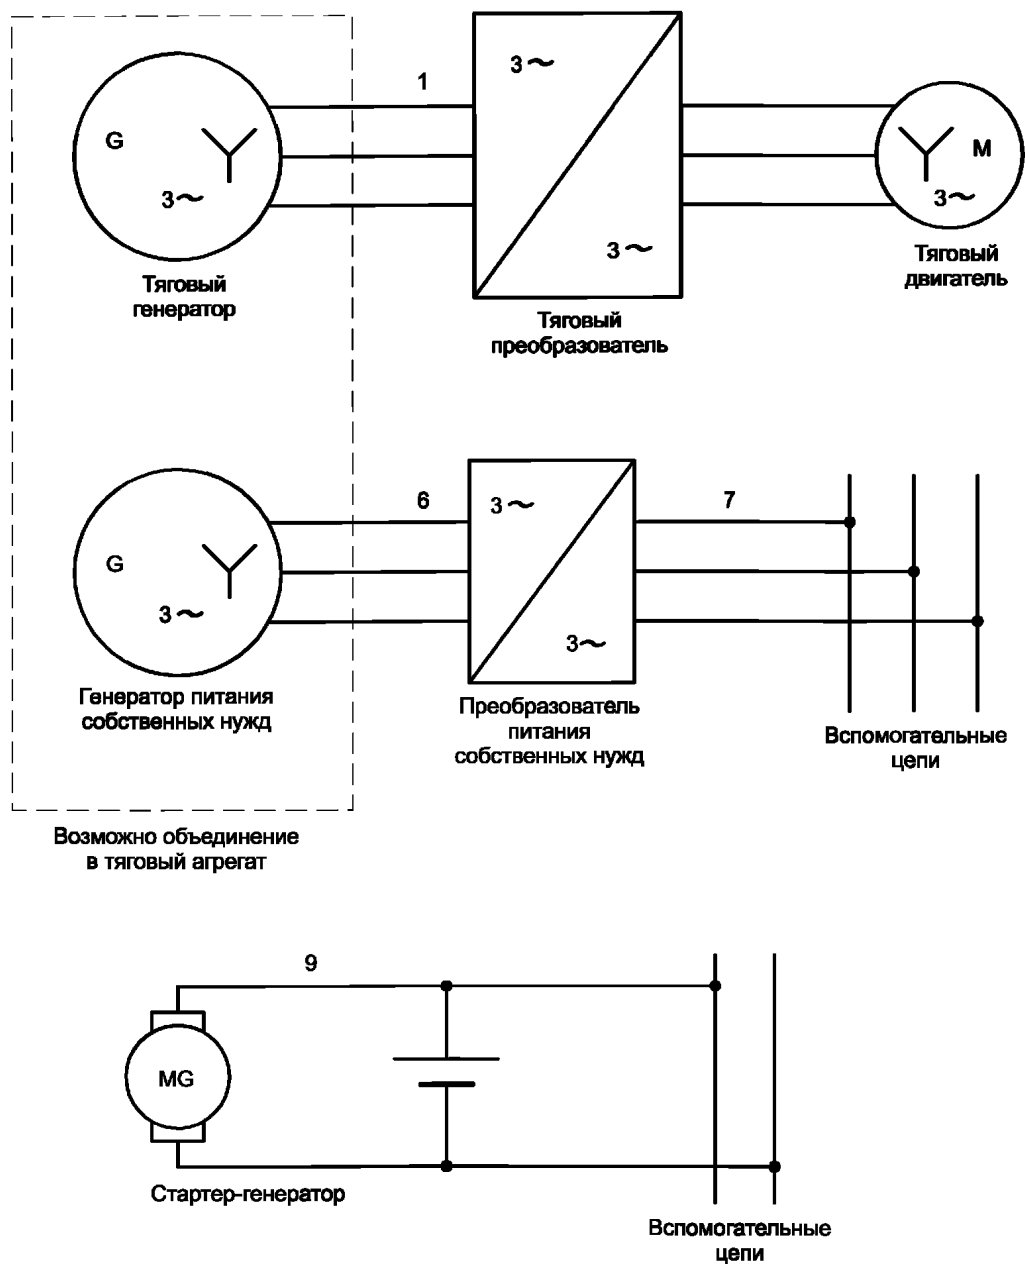 1
3~
G
3~
M
3~
3~
Тяговый
генератор
Тяговый
преобразователь
Тяговый
двигатель
6
7
3~
G
3~
3~
Генератор питания
собственных нужд
Преобразователь
питания
собственных нужд
Вспомогательные
цепи
Возможно объединение
в тяговый агрегат
9
MG
Стартер-генератор
Вспомогательные
цепи